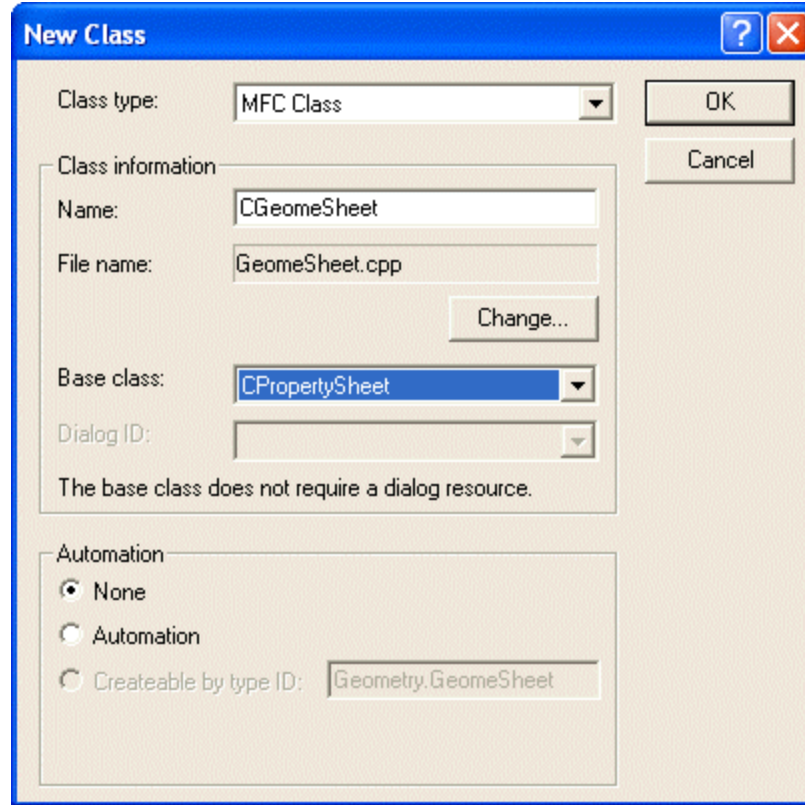 New Class
Class type:
MFC Class
OK
Cancel
Class information
Name:
CGeomeSheet
File name:
GeomeSheet.cpp
Change...
Base class:
CPropertySheet
Dialog ID:
The base class does not require a dialog resource.
Automation
None
Automation
Createable by type ID:
Geometry.GeomeSheet